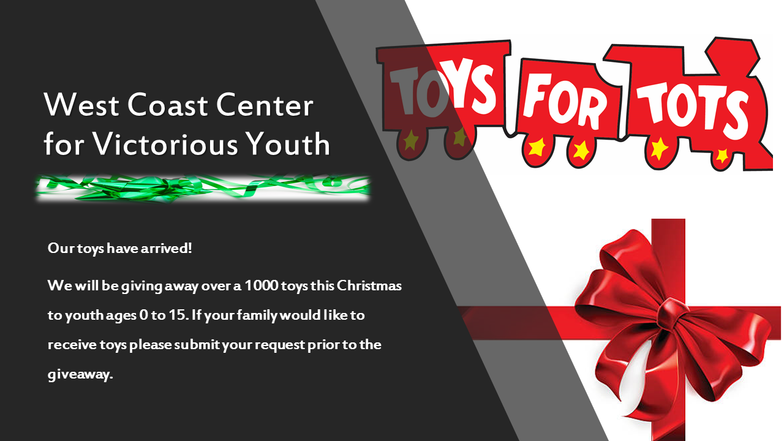 West Coast Center
for Victorious Youth
TOYS FOR TOTS
Our toys have arrived!
We will be giving away over a 1000 toys this Christmas
to youth ages 0 to 15. If your family would like to
receive toys please submit your request prior to the
giveaway.